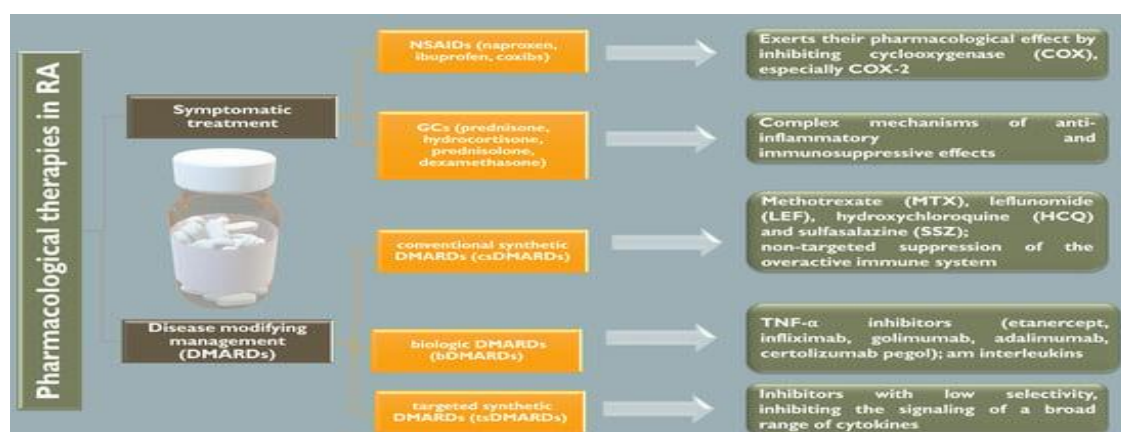 Pharmacological therapies in RA
Symptomatic
treatment
Disease modifying
management
(DMARDs)
NSAIDs (naproxen,
ibuprofen, coxibs)
GCs (prednisone,
hydrocortisone,
prednisolone,
dexamethasone)
conventional synthetic
DMARDs (csDMARDs)
biologic DMARDs
(bDMARDs)
targeted synthetic
DMARDs (tsDMARDs)
Exerts their pharmacological effect by
inhibiting cyclooxygenase (COX),
especially COX-2
Complex mechanisms of anti-
inflammatory and
immunosuppressive effects
Methotrexate (MTX), leflunomide
(LEF), hydroxychloroquine (HCQ)
and sulfasalazine (SSZ);
non-targeted suppression of the
overactive immune system
TNF-α inhibitors (etanercept,
infliximab, golimumab, adalimumab,
certolizumab pegol); am interleukins
Inhibitors with low selectivity,
inhibiting the signaling of a broad
range of cytokines